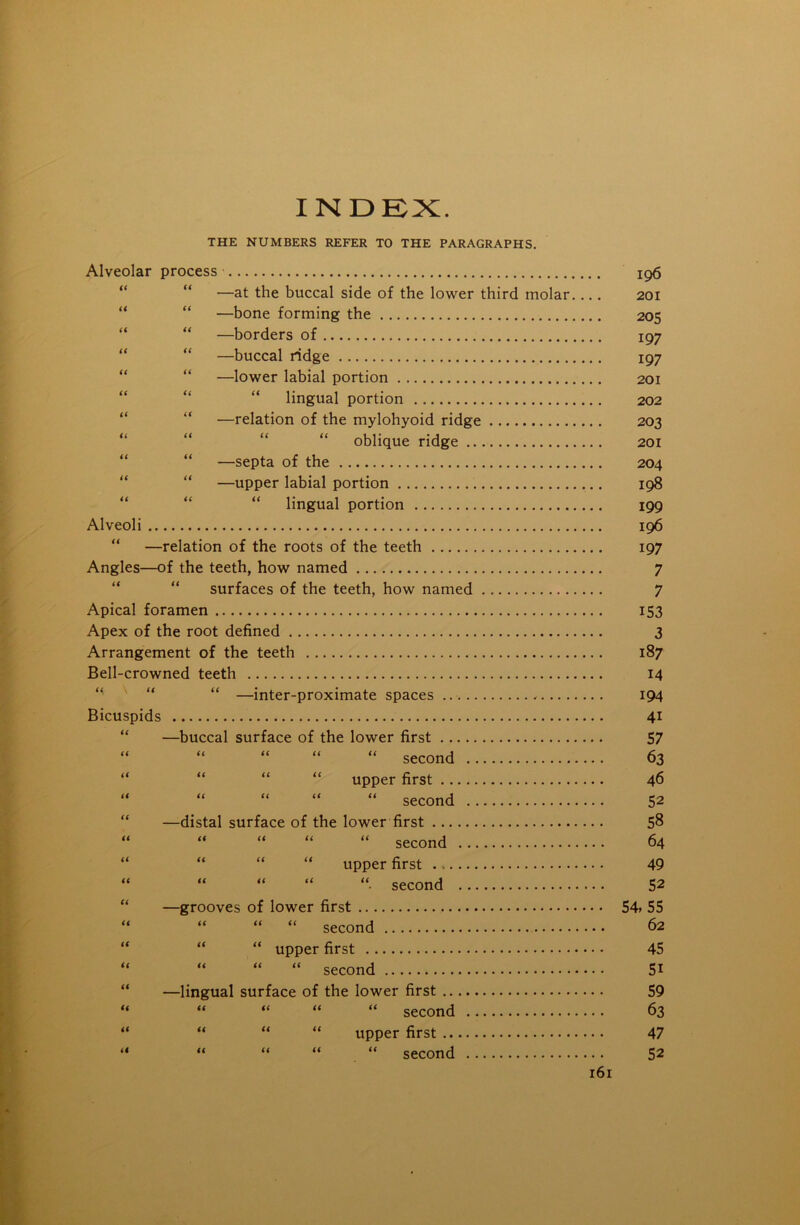 INDEX.
THE NUMBERS REFER TO THE PARAGRAPHS.
Alveolar process . . . . . . . . . . 196
“ “ —at the buccal side of the lower third molar. . . . 201
“ “ —bone forming the . . . . . . . . . . 205
“ “ —borders of . . . . . . . . . . 197
“ “ —buccal ridge . . . . . . . . . . 197
“ “ —lower labial portion . . . . . . . . . . 201
“ “ “ lingual portion . . . . . . . . . . 202
“ “ —relation of the mylohyoid ridge . . . . . . . . . . 203
“ “ “ “ oblique ridge . . . . . . . . . . 201
“ “ —septa of the . . . . . . . . . . 204
“ “ —upper labial portion . . . . . . . . . . 198
“ “ “ lingual portion . . . . . . . . . . 199
Alveoli . . . . . . . . . . 196
“ —relation of the roots of the teeth . . . . . . . . . . 197
Angles—of the teeth, how named . . . . . . . . . . 7
“ “ surfaces of the teeth, how named . . . . . . . . . . 7
Apical foramen . . . . . . . . . . 153
Apex of the root defined . . . . . . . . . . 3
Arrangement of the teeth . . . . . . . . . . 187
Bell-crowned teeth . . . . . . . . . . 14
“ “ “ —inter-proximate spaces . . . . . . . . . . 194
Bicuspids . . . . . . . . . . 41
“ —buccal surface of the lower first . . . . . . . . . . 57
“ “ “ “ “ second . . . . . . . . . . 63
“ “ “ “ upper first . . . . . . . . . . 46
“ “ “ “ “ second . . . . . . . . . . 52
“ —distal surface of the lower first . . . . . . . . . . 58
“ “ “ “ “ second . . . . . . . . . . 64
“ “ “ “ upper first . . . . . . . . . . 49
“ “ “ “ “. second . . . . . . . . . . 52
“ —grooves of lower first . . . . . . . . . . 54, 55
“ “ “ “ second . . . . . . . . . . 62
“ “ “ upper first . . . . . . . . . . 45
“ “ “ “ second . . . . . . . . . . 51
“ —lingual surface of the lower first . . . . . . . . . . 59
“ “ “ “ “ second . . . . . . . . . . 63
“ “ “ “ upper first . . . . . . . . . . 47
“ “ “ “ “ second . . . . . . . . . . 52
161